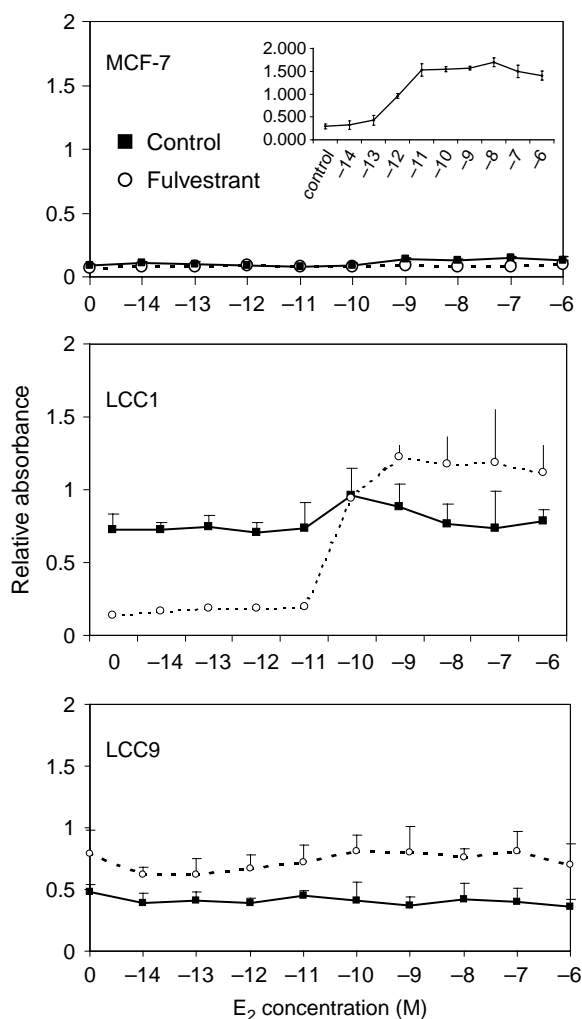 2
1.5
1
0.5
0
MCF-7
Control
Fulvestrant
2.000
1.500
1.000
0.500
0.000
control
–14
–13
–12
–11
–10
–9
–8
–7
–6
0 –14 –13 –12 –11 –10 –9 –8 –7 –6
Relative absorbance
2
1.5
1
0.5
0
LCC1
0 –14 –13 –12 –11 –10 –9 –8 –7 –6
2
1.5
1
0.5
0
LCC9
0 –14 –13 –12 –11 –10 –9 –8 –7 –6
E₂ concentration (M)